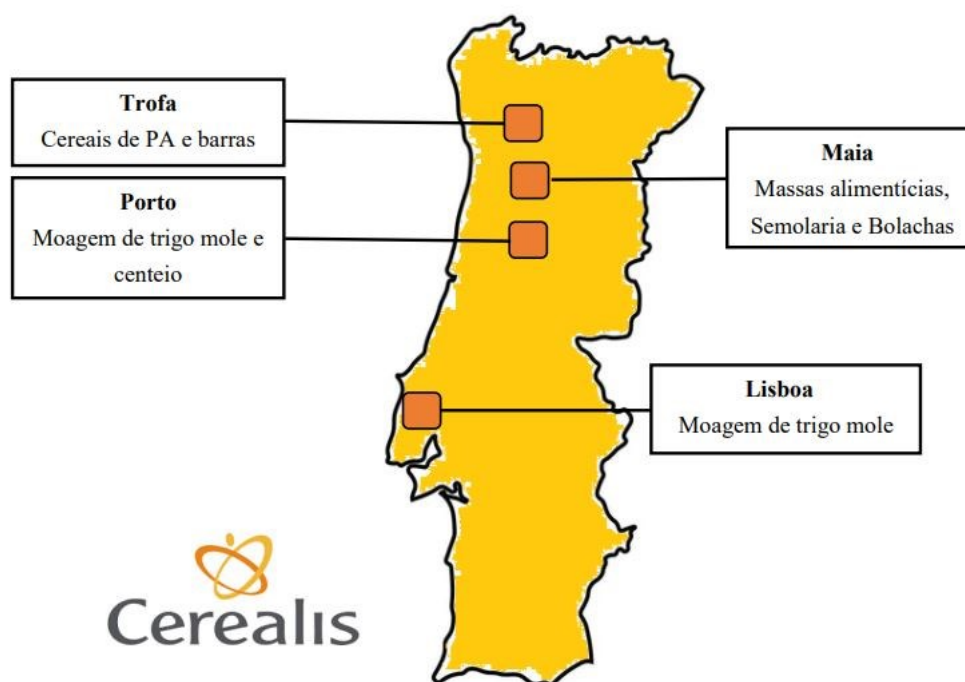 Trofa
Cereais de PA e barras
Porto
Moagem de trigo mole e
centeio
Maia
Massas alimentícias,
Semolaria e Bolachas
Lisboa
Moagem de trigo mole
Cerealis